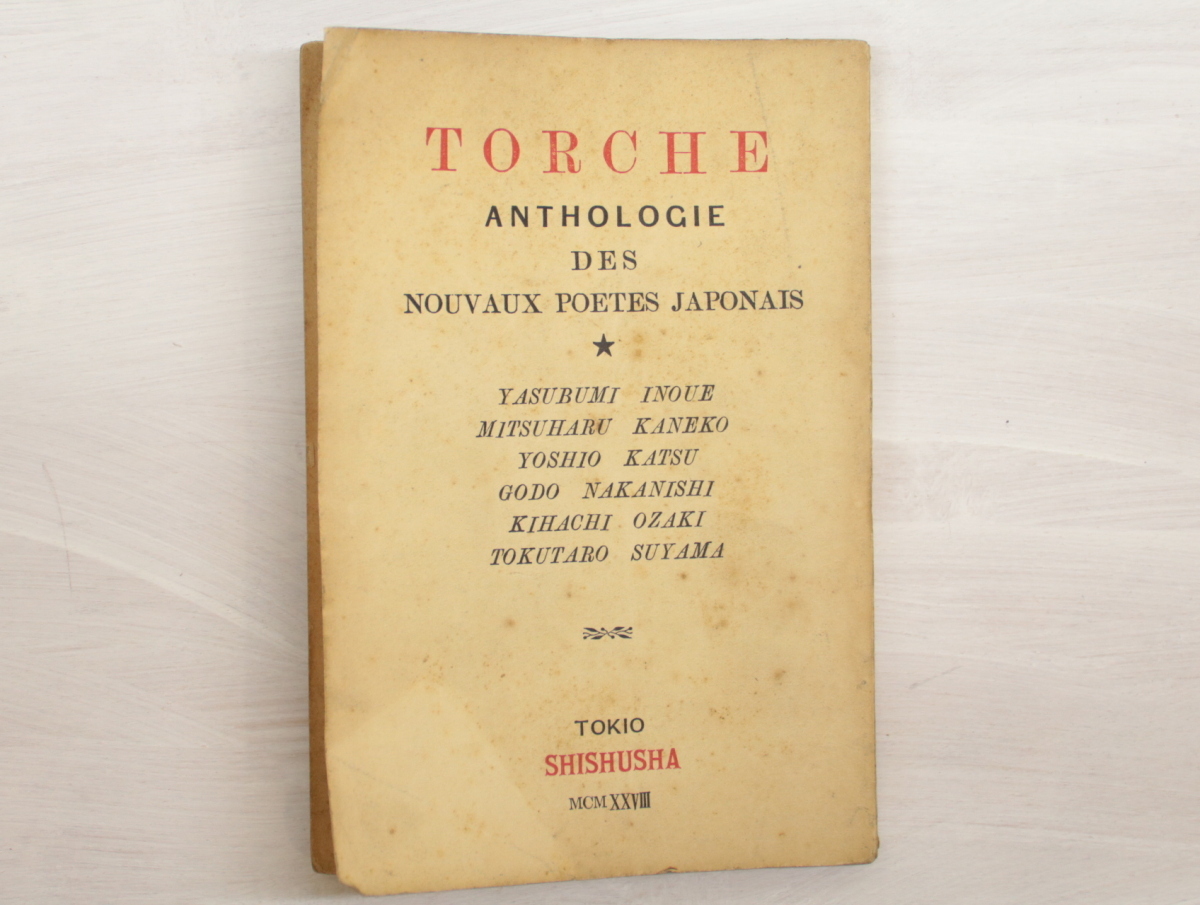 TORCHE
ANTHOLOGIE
DES
NOUVAUX POETES JAPONAIS
★
YASUBUMI INOUE
MITSUHARU KANEKO
YOSHIO KATSU
GODO NAKANISHI
KIHACHI OZAKI
TOKUTARO SUYAMA
TOKIO
SHISHUSHA
MCMXXVIII